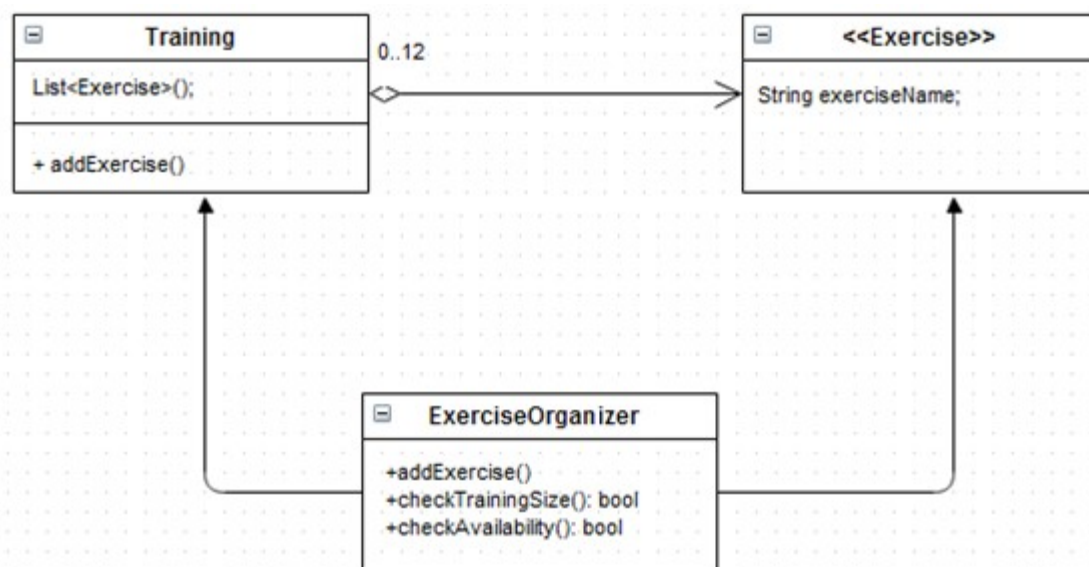 Training
List<Exercise>();
+ addExercise()
0..12
<<Exercise>>
String exerciseName;
ExerciseOrganizer
+addExercise()
+checkTrainingSize(): bool
+checkAvailability(): bool